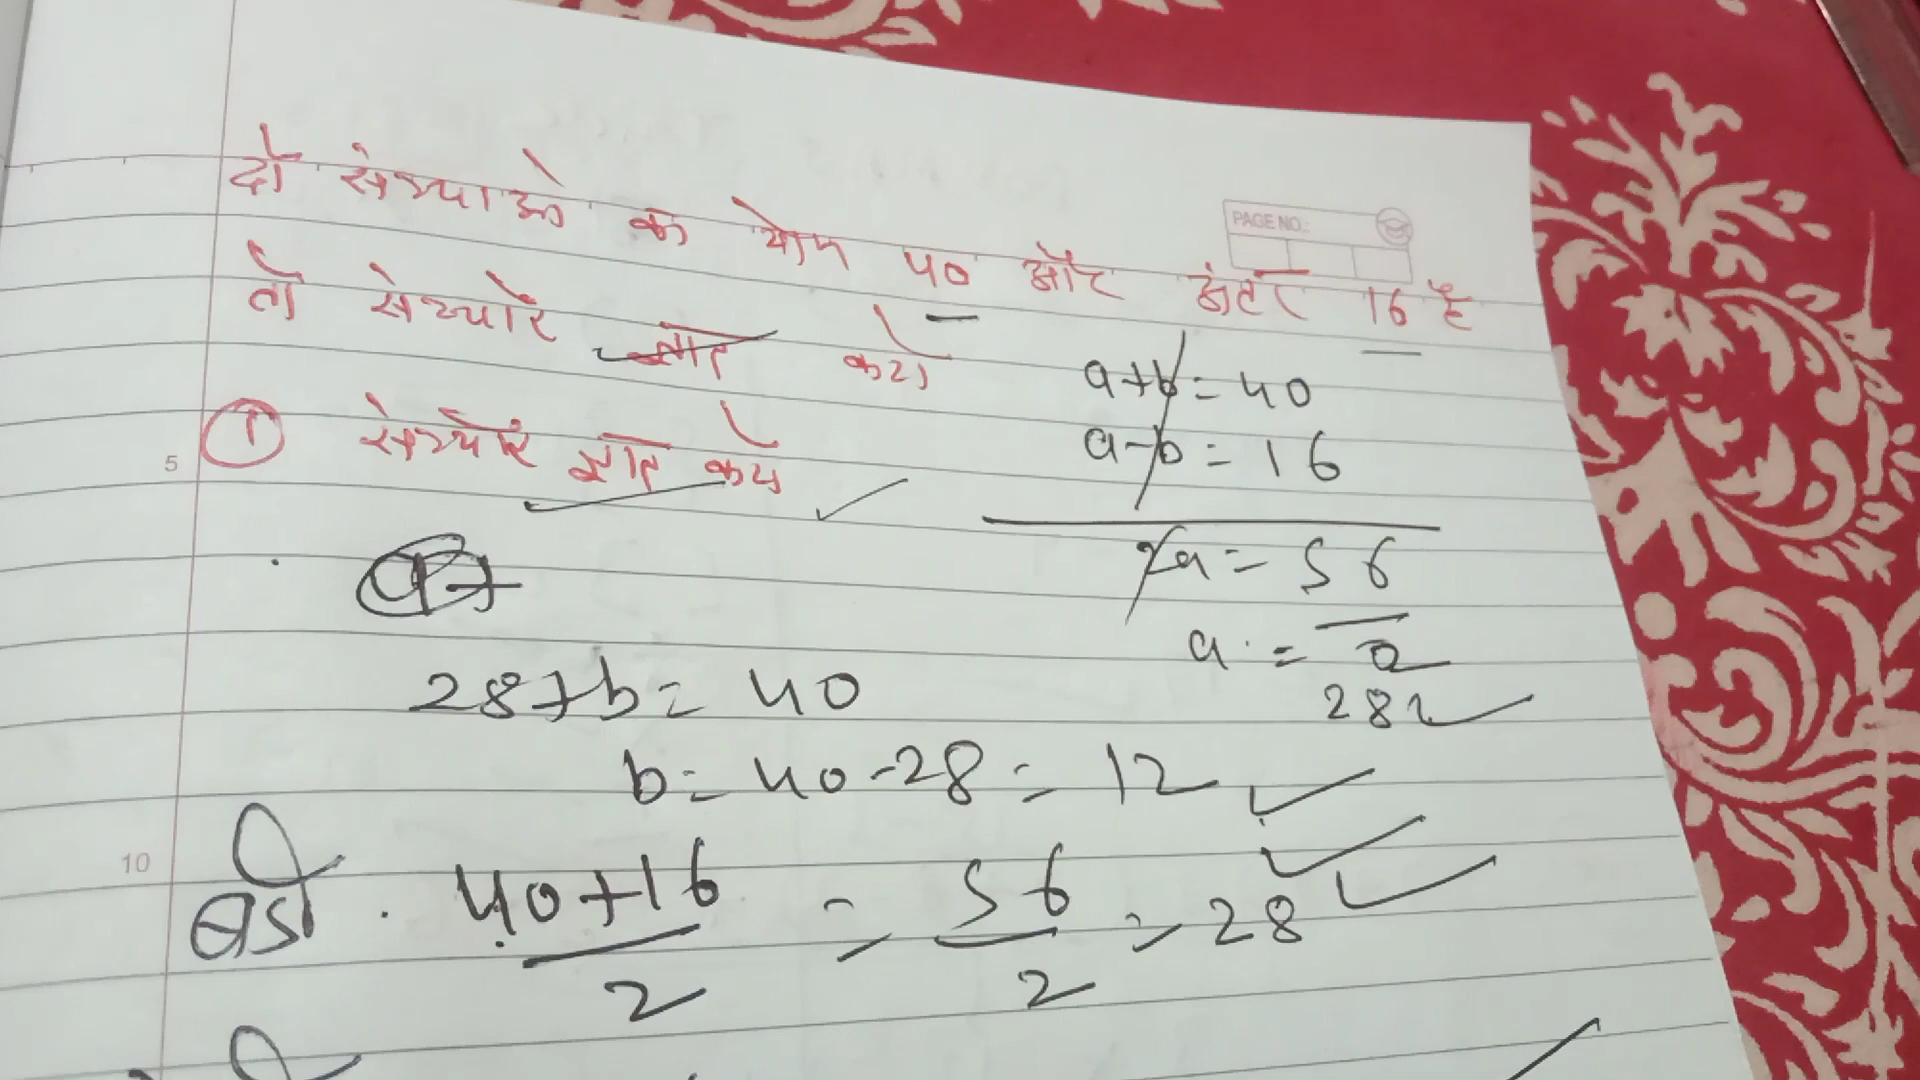 दो संख्याओ का योग 40 और अंतर 16 है
तो संख्याऐं ज्ञात करो
PAGE NO.:
① संख्याऐं ज्ञात करो
5
a+b=40
a-b=16
2a=56
a = 56/2
28
28+b=40
b=40-28=12
10
बड़ी 40+16/2 = 56/2 = 28